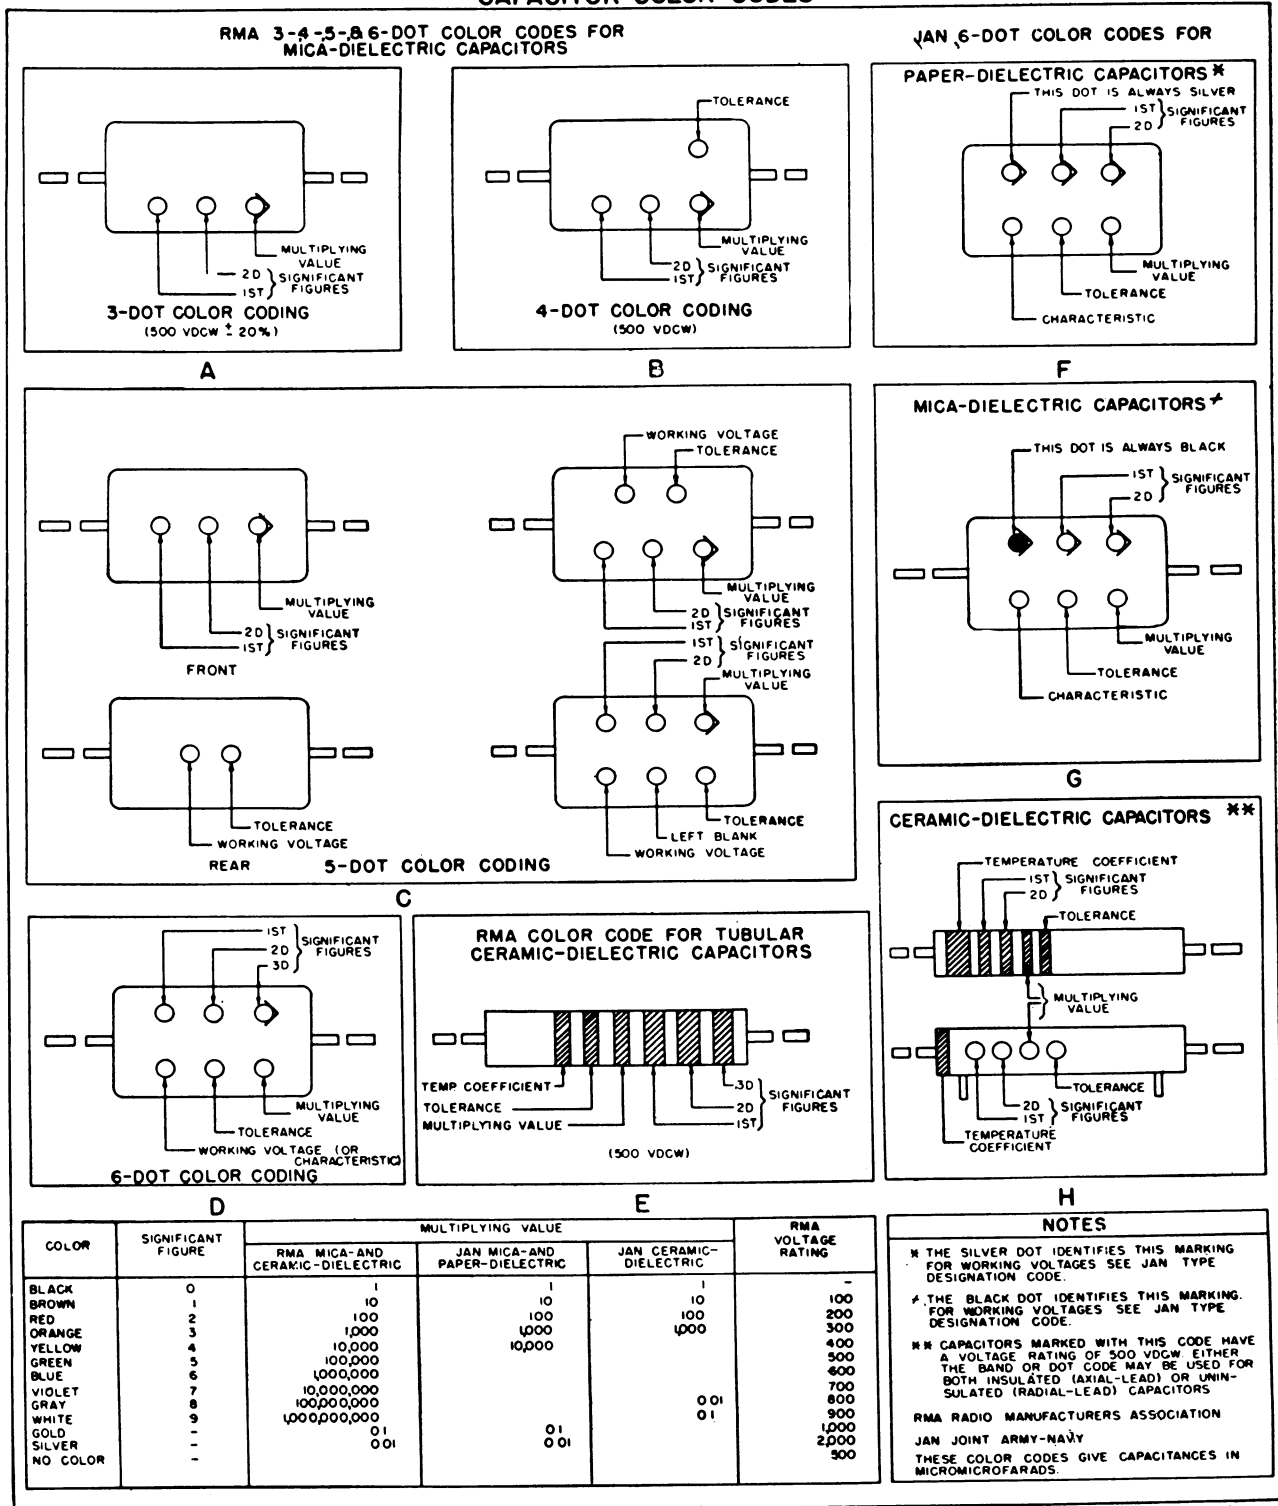 CAPACITOR COLOR CODES
RMA 3-4-5-&6-DOT COLOR CODES FOR
MICA-DIELECTRIC CAPACITORS
TOLERANCE
MULTIPLYING
VALUE
2D
1ST
SIGNIFICANT
FIGURES
3-DOT COLOR CODING
(500 VDCW ± 20%)
A
MULTIPLYING
VALUE
2D
1ST
SIGNIFICANT
FIGURES
4-DOT COLOR CODING
(500 VDCW)
B
JAN 6-DOT COLOR CODES FOR
PAPER-DIELECTRIC CAPACITORS*
THIS DOT IS ALWAYS SILVER
1ST
2D
SIGNIFICANT
FIGURES
MULTIPLYING
VALUE
TOLERANCE
CHARACTERISTIC
F
MULTIPLYING
VALUE
2D
1ST
SIGNIFICANT
FIGURES
FRONT
TOLERANCE
WORKING VOLTAGE
REAR
WORKING VOLTAGE
TOLERANCE
MULTIPLYING
VALUE
2D
1ST
SIGNIFICANT
FIGURES
1ST
2D
SIGNIFICANT
FIGURES
MULTIPLYING
VALUE
TOLERANCE
LEFT BLANK
WORKING VOLTAGE
5-DOT COLOR CODING
C
MICA-DIELECTRIC CAPACITORS≁
THIS DOT IS ALWAYS BLACK
1ST
2D
SIGNIFICANT
FIGURES
MULTIPLYING
VALUE
TOLERANCE
CHARACTERISTIC
G
1ST
2D
3D
SIGNIFICANT
FIGURES
MULTIPLYING
VALUE
TOLERANCE
WORKING VOLTAGE (OR
CHARACTERISTIC)
6-DOT COLOR CODING
D
RMA COLOR CODE FOR TUBULAR
CERAMIC-DIELECTRIC CAPACITORS
TEMP COEFFICIENT
TOLERANCE
MULTIPLYING VALUE
3D
2D
1ST
SIGNIFICANT
FIGURES
(500 VDCW)
E
CERAMIC-DIELECTRIC CAPACITORS **
TEMPERATURE COEFFICIENT
1ST
2D
SIGNIFICANT
FIGURES
TOLERANCE
MULTIPLYING
VALUE
TOLERANCE
2D
1ST
SIGNIFICANT
FIGURES
TEMPERATURE
COEFFICIENT
H
COLOR
SIGNIFICANT
FIGURE
MULTIPLYING VALUE
RMA MICA-AND
CERAMIC-DIELECTRIC
JAN MICA-AND
PAPER-DIELECTRIC
JAN CERAMIC-
DIELECTRIC
RMA
VOLTAGE
RATING
BLACK 0 1 1 1 -
BROWN 1 10 10 10 100
RED 2 100 100 100 200
ORANGE 3 1,000 1,000 1,000 300
YELLOW 4 10,000 10,000 400
GREEN 5 100,000 500
BLUE 6 1,000,000 600
VIOLET 7 10,000,000 700
GRAY 8 100,000,000 0.01 800
WHITE 9 1,000,000,000 0.1 900
GOLD - 0.1 0.1 1,000
SILVER - 0.01 0.01 2,000
NO COLOR - 500
NOTES
* THE SILVER DOT IDENTIFIES THIS MARKING
FOR WORKING VOLTAGES SEE JAN TYPE
DESIGNATION CODE.
≁ THE BLACK DOT IDENTIFIES THIS MARKING.
FOR WORKING VOLTAGES SEE JAN TYPE
DESIGNATION CODE.
** CAPACITORS MARKED WITH THIS CODE HAVE
A VOLTAGE RATING OF 500 VDCW. EITHER
THE BAND OR DOT CODE MAY BE USED FOR
BOTH INSULATED (AXIAL-LEAD) OR UNIN-
SULATED (RADIAL-LEAD) CAPACITORS
RMA RADIO MANUFACTURERS ASSOCIATION
JAN JOINT ARMY-NAVY
THESE COLOR CODES GIVE CAPACITANCES IN
MICROMICROFARADS.